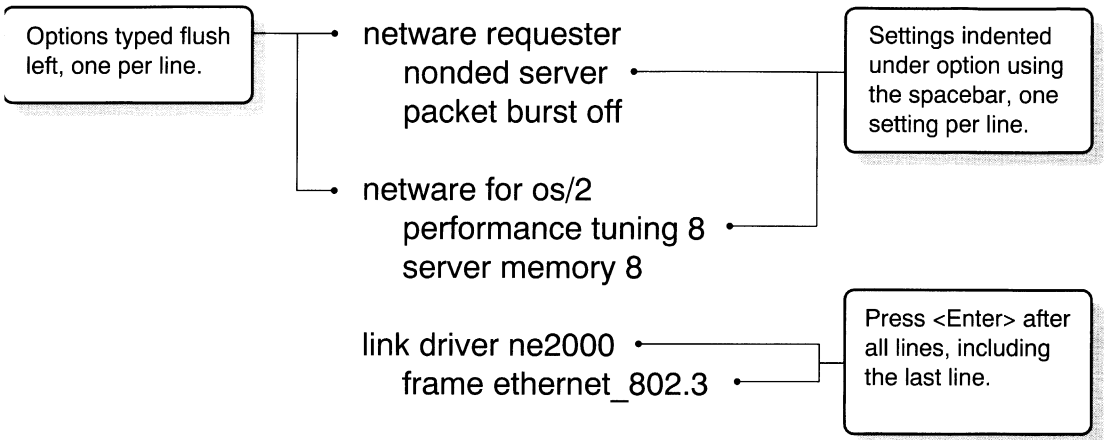 Options typed flush
left, one per line.
netware requester
nonded server
packet burst off
Settings indented
under option using
the spacebar, one
setting per line.
netware for os/2
performance tuning 8
server memory 8
link driver ne2000
frame ethernet_802.3
Press <Enter> after
all lines, including
the last line.